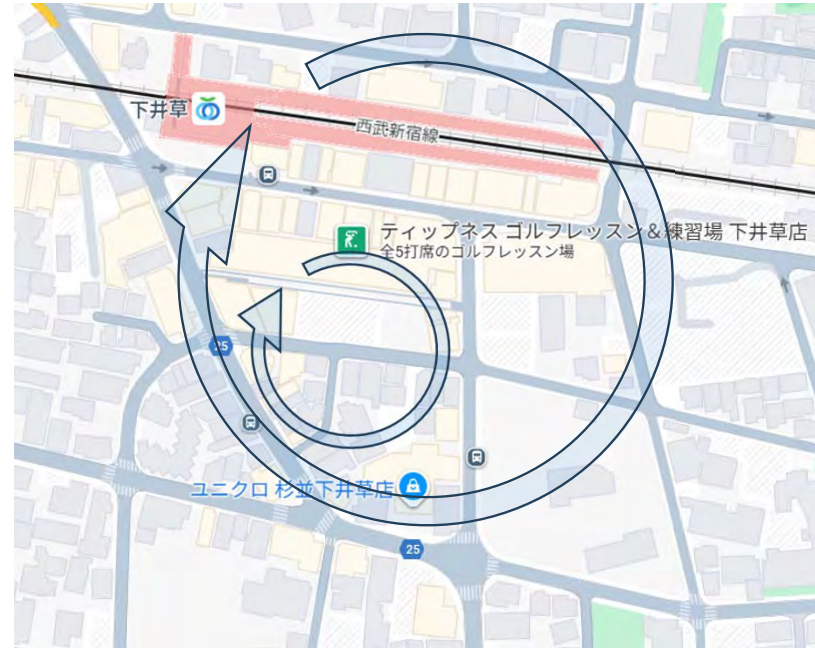 下井草
西武新宿線
ティップネス ゴルフレッスン＆練習場 下井草店
全5打席のゴルフレッスン場
25
ユニクロ 杉並下井草店
25